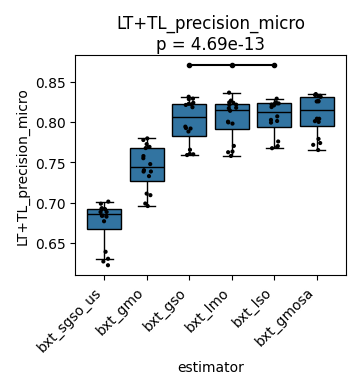 LT+TL_precision_micro
p = 4.69e-13
LT+TL_precision_micro
0.85
0.80
0.75
0.70
0.65
bxt_sgso_us
bxt_gmo
bxt_gso
bxt_lmo
bxt_lso
bxt_gmosa
estimator